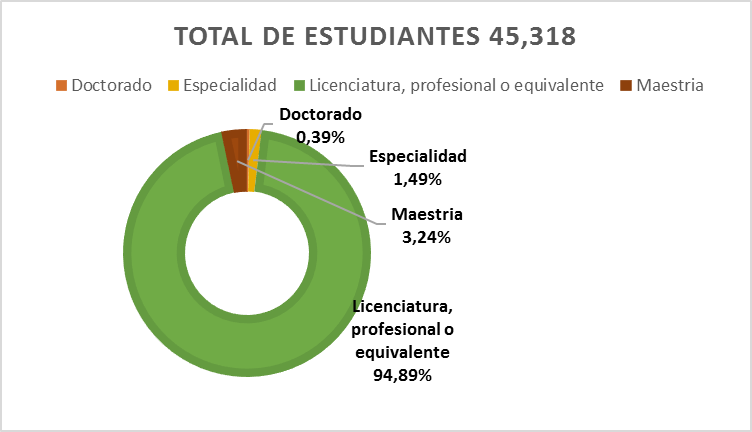 TOTAL DE ESTUDIANTES 45,318
Doctorado Especialidad Licenciatura, profesional o equivalente Maestria
Doctorado
0,39%
Especialidad
1,49%
Maestria
3,24%
Licenciatura,
profesional o
equivalente
94,89%